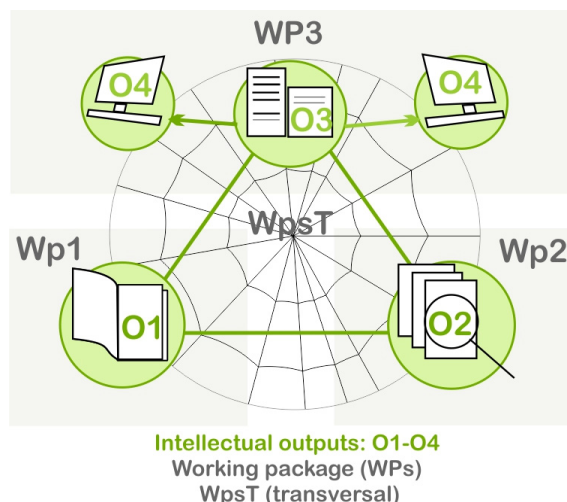 WP3
O4
O3
O4
WpsT
Wp1
Wp2
O1
O2
Intellectual outputs: O1-O4
Working package (WPs)
WpsT (transversal)